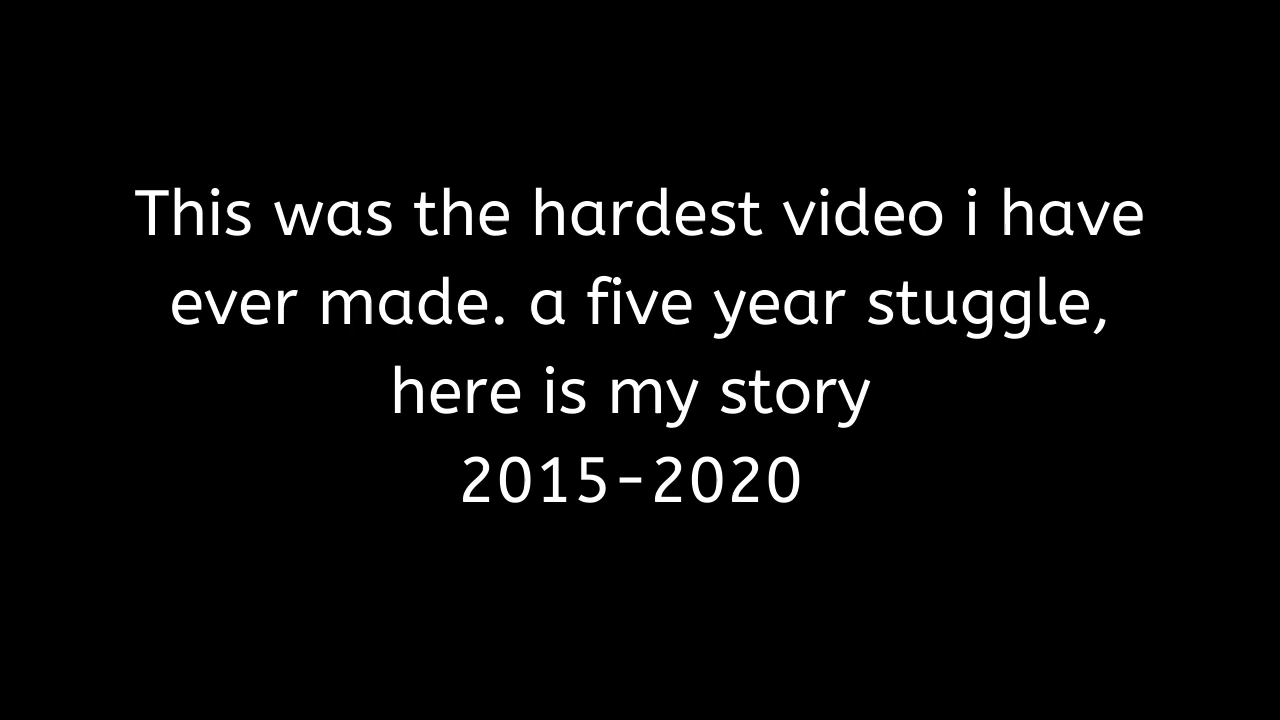 This was the hardest video i have
ever made. a five year stuggle,
here is my story
2015-2020